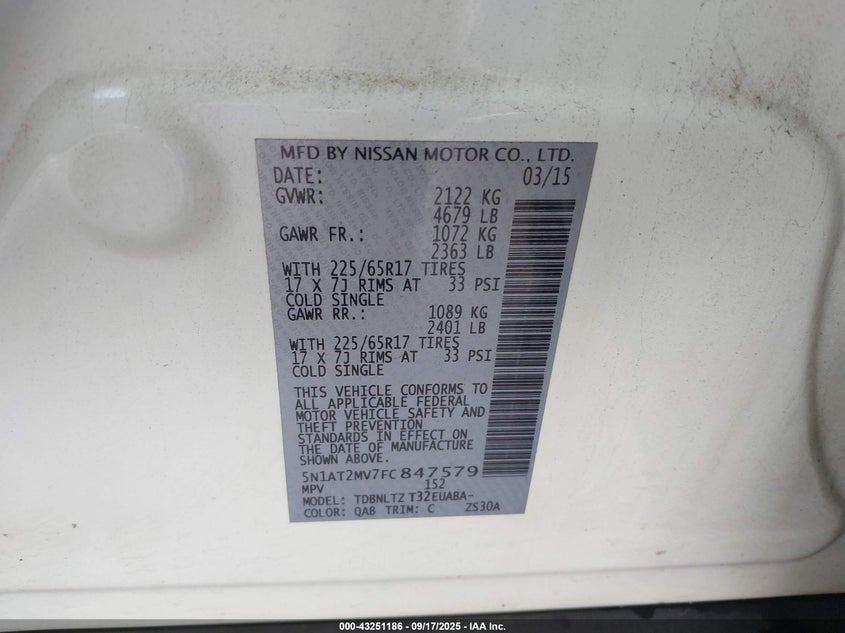 MFD BY NISSAN MOTOR CO., LTD.
DATE: 03/15
GVWR: 2122 KG
4679 LB
GAWR FR.: 1072 KG
2363 LB
WITH 225/65R17 TIRES
17 X 7J RIMS AT 33 PSI
COLD SINGLE
GAWR RR.: 1089 KG
2401 LB
WITH 225/65R17 TIRES
17 X 7J RIMS AT 33 PSI
COLD SINGLE
THIS VEHICLE CONFORMS TO
ALL APPLICABLE FEDERAL
MOTOR VEHICLE SAFETY AND
THEFT PREVENTION
STANDARDS IN EFFECT ON
THE DATE OF MANUFACTURE
SHOWN ABOVE.
5N1AT2MV7FC847579
MPV 152
MODEL: TDBNLTZ T32EUABA-
COLOR: QAB TRIM: C ZS30A
000-43251186 - 09/17/2025 - IAA Inc.